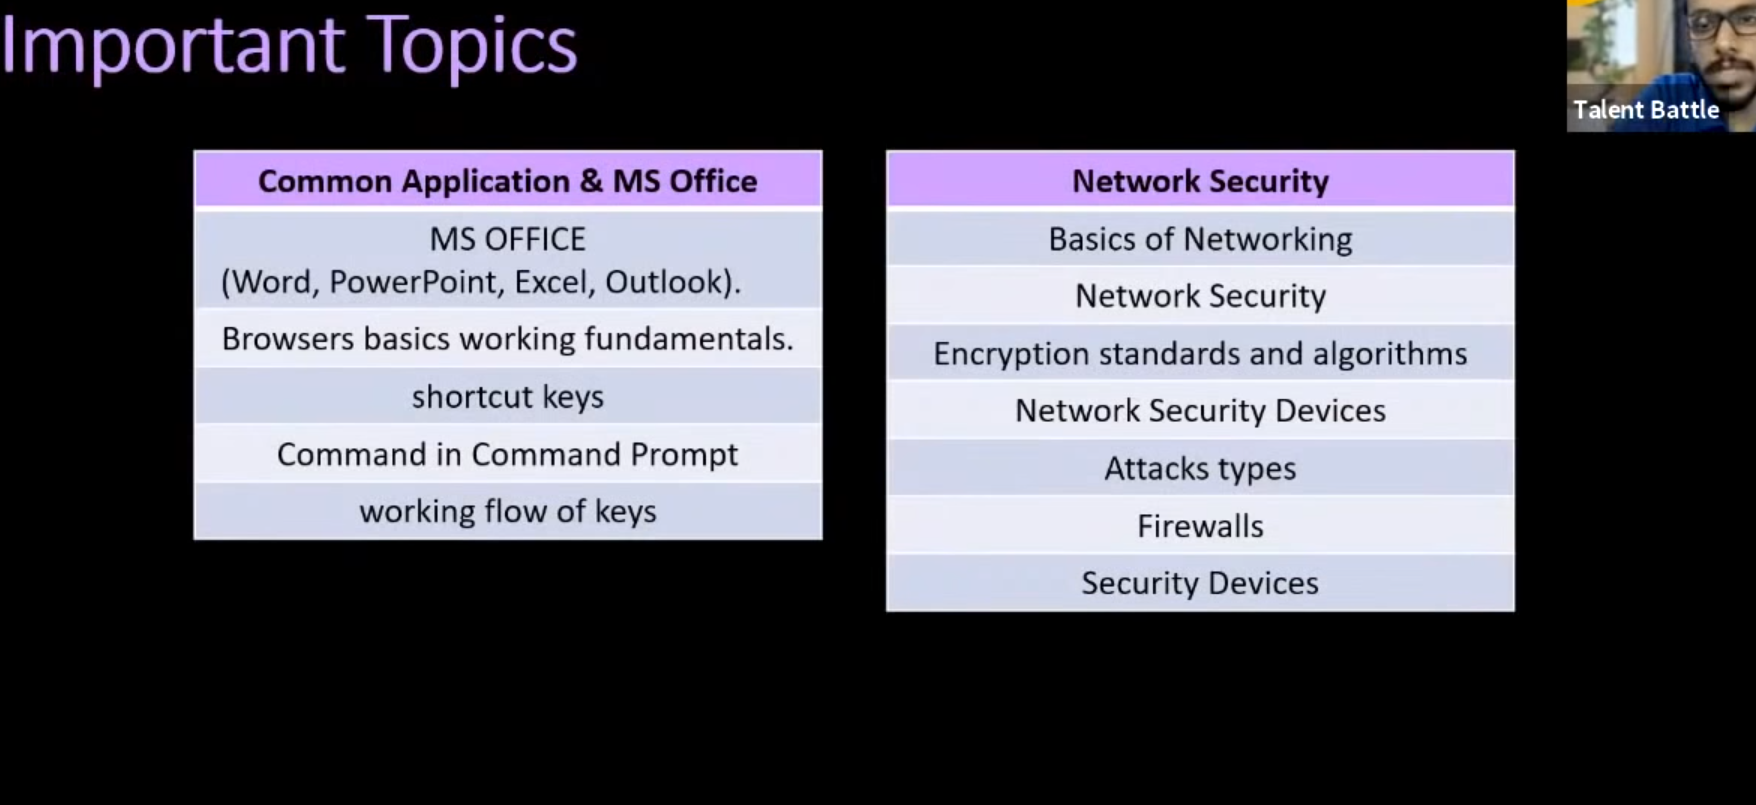 Important Topics
Talent Battle
Common Application & MS Office
MS OFFICE
(Word, PowerPoint, Excel, Outlook).
Browsers basics working fundamentals.
shortcut keys
Command in Command Prompt
working flow of keys
Network Security
Basics of Networking
Network Security
Encryption standards and algorithms
Network Security Devices
Attacks types
Firewalls
Security Devices